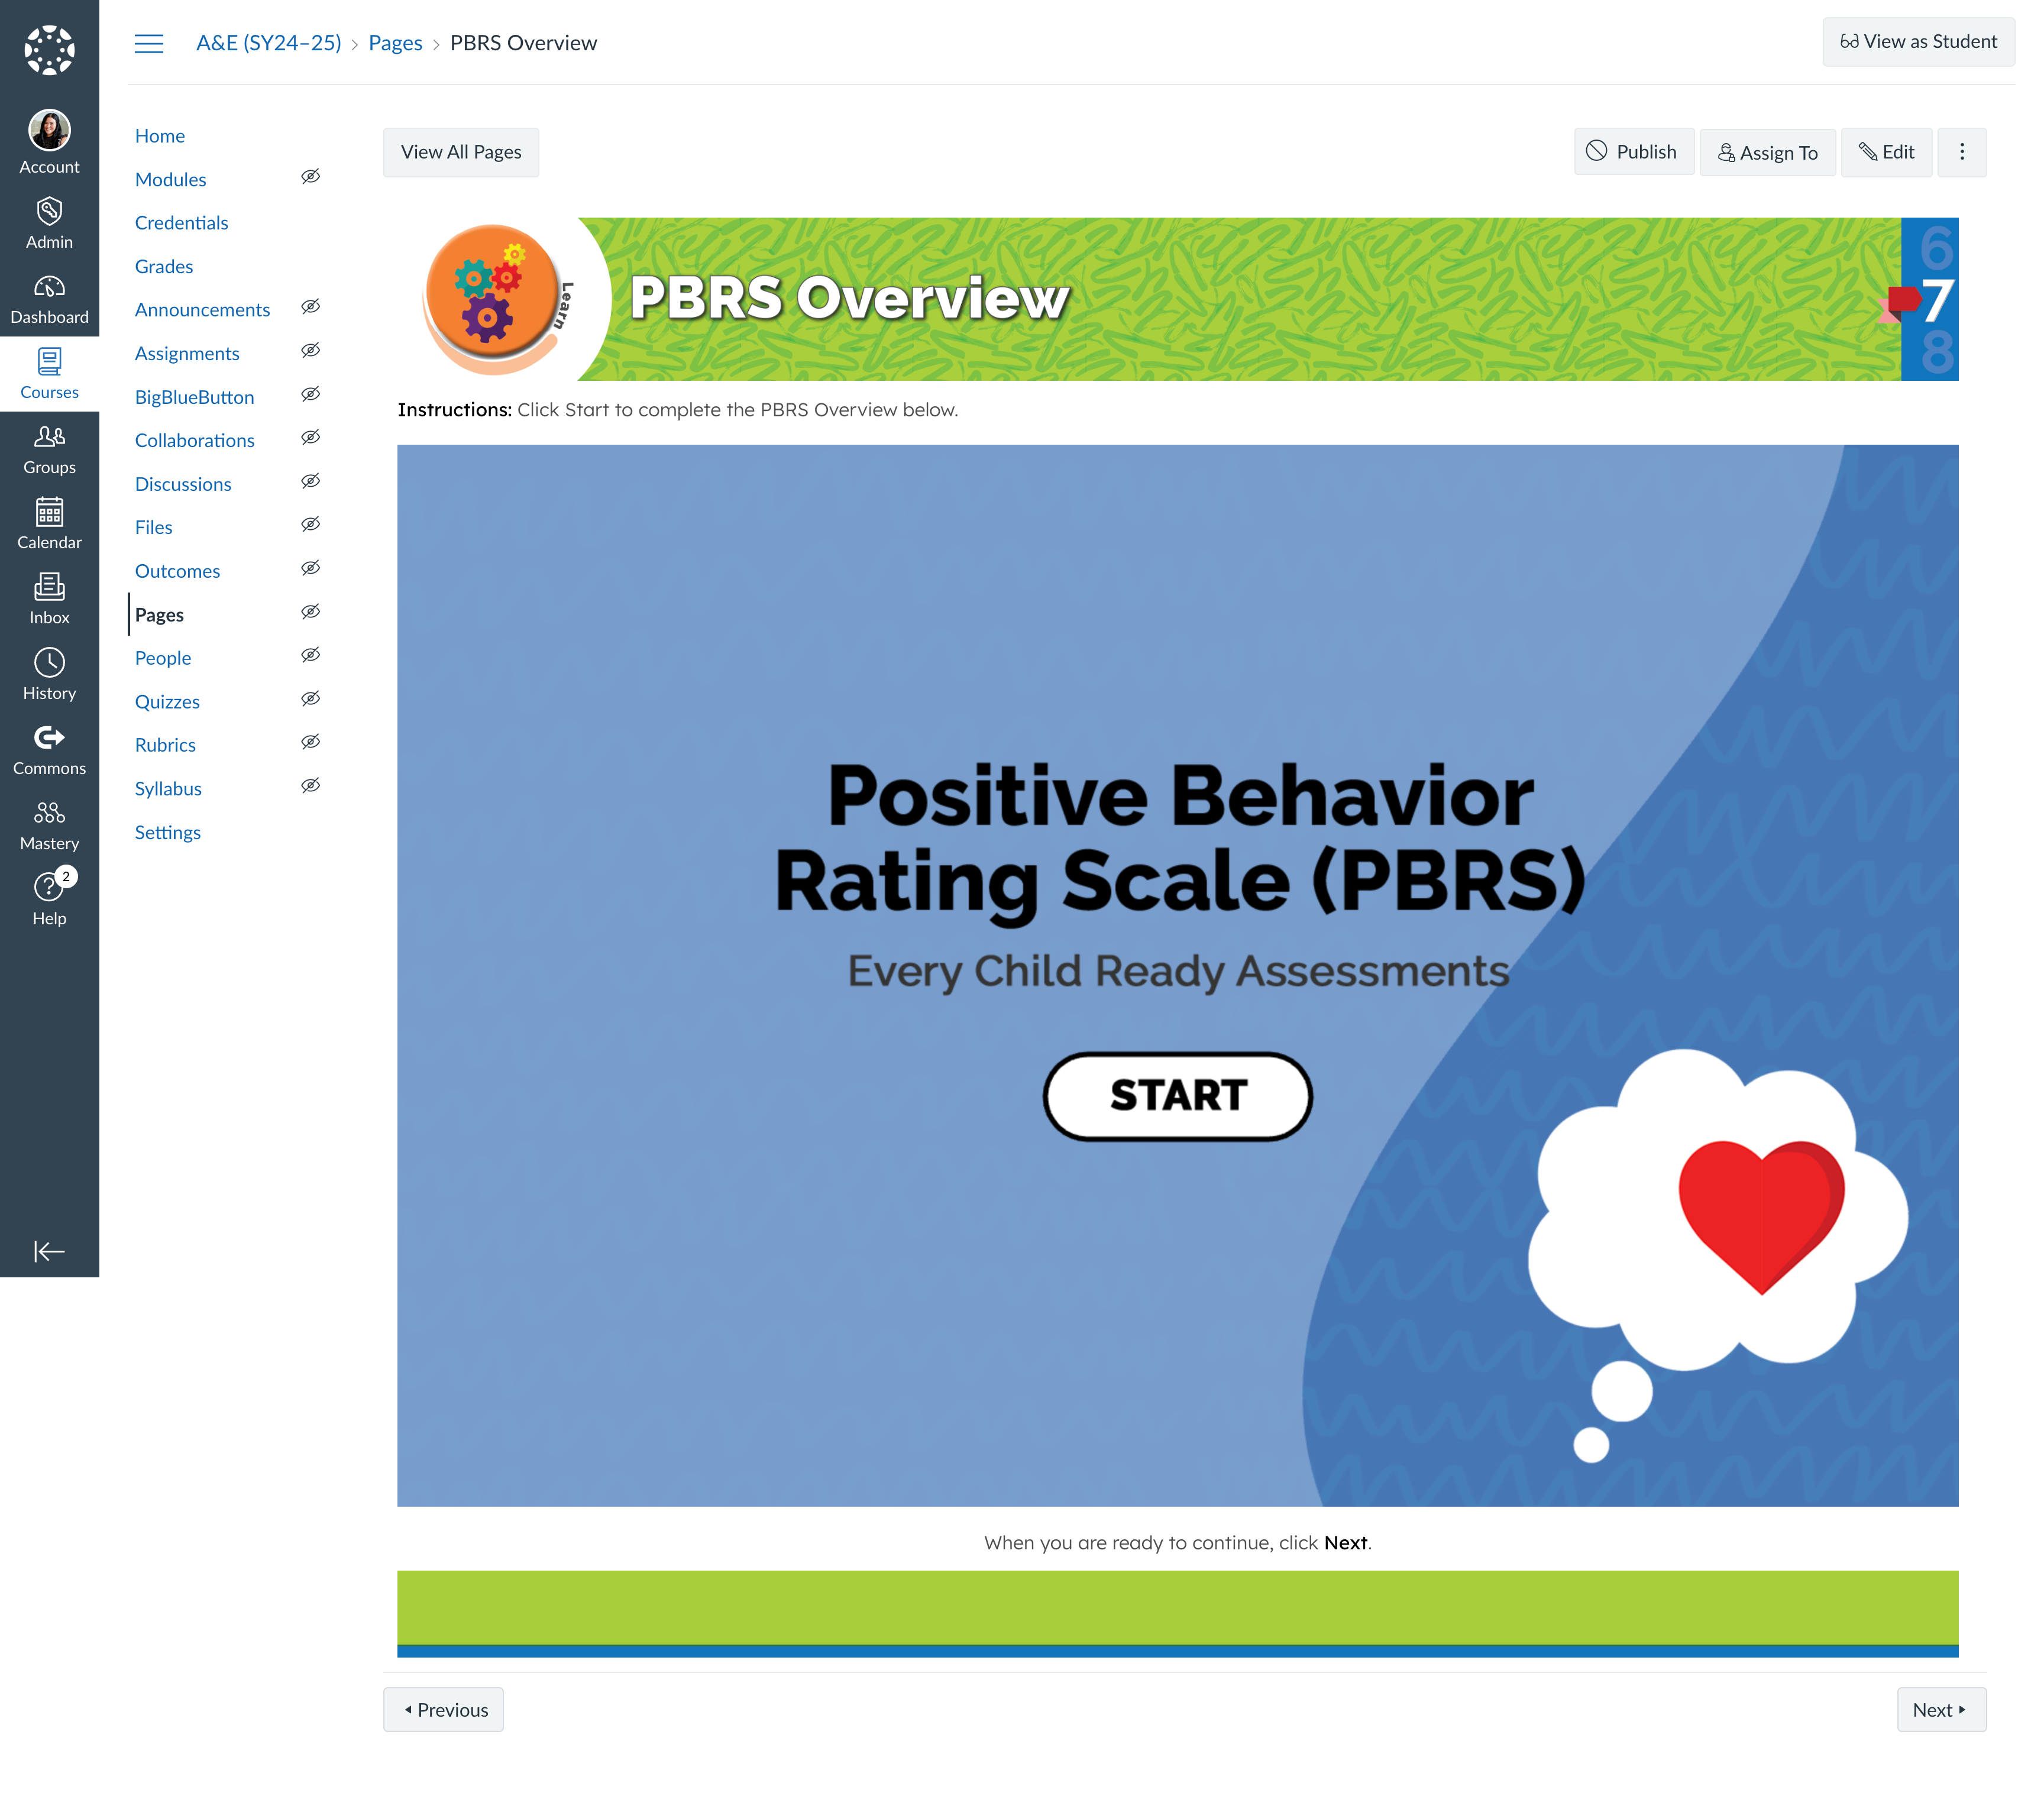 A&E (SY24–25) > Pages > PBRS Overview
View as Student
Account
Admin
Dashboard
Courses
Groups
Calendar
Inbox
History
Commons
Mastery
2
Help
Home
Modules
Credentials
Grades
Announcements
Assignments
BigBlueButton
Collaborations
Discussions
Files
Outcomes
Pages
People
Quizzes
Rubrics
Syllabus
Settings
View All Pages
Publish
Assign To
Edit
Learn
PBRS Overview
6
7
8
Instructions: Click Start to complete the PBRS Overview below.
Positive Behavior
Rating Scale (PBRS)
Every Child Ready Assessments
START
When you are ready to continue, click Next.
Previous
Next